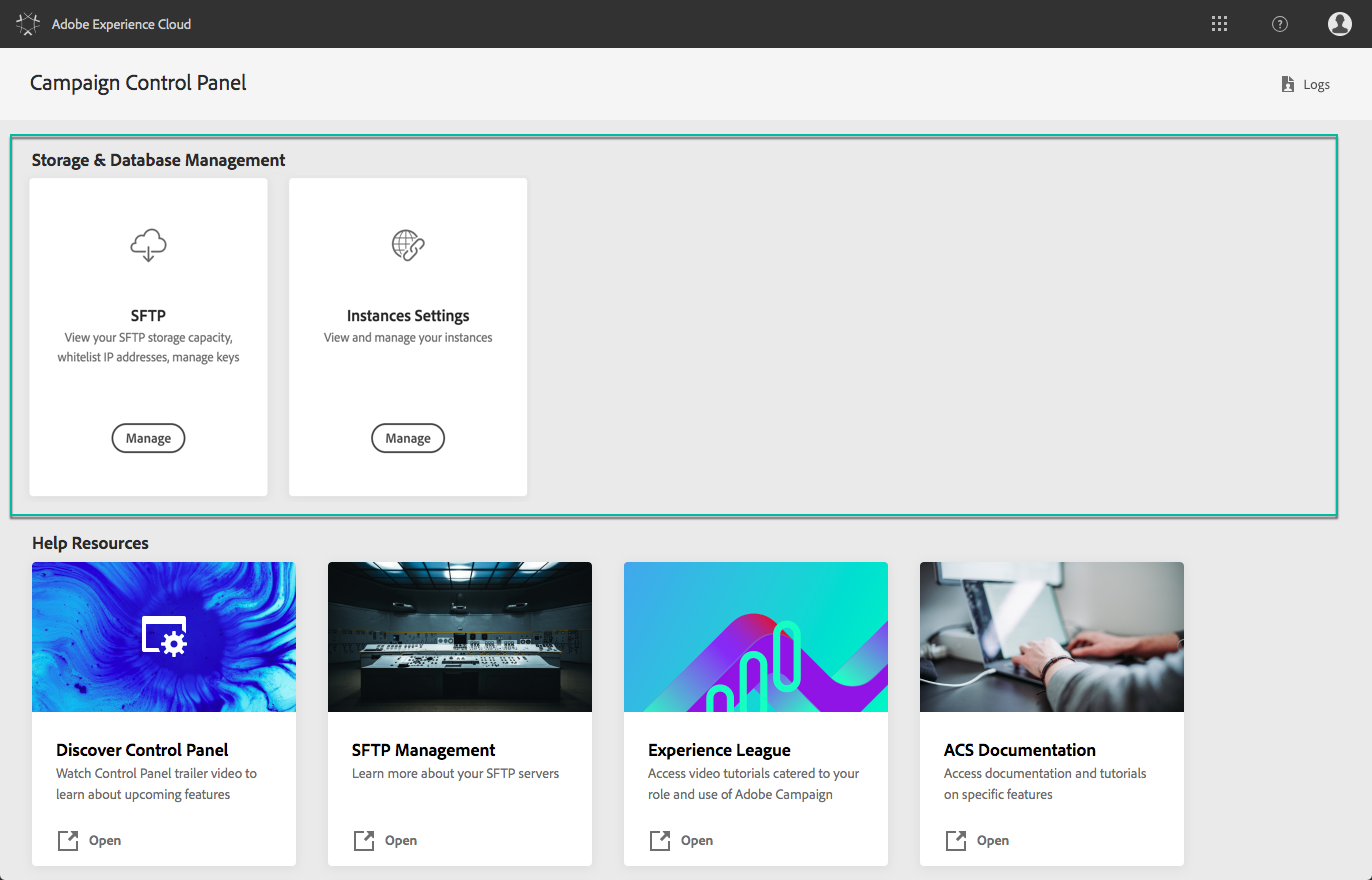 Adobe Experience Cloud
?
Campaign Control Panel
Logs
Storage & Database Management
SFTP
View your SFTP storage capacity,
whitelist IP addresses, manage keys
Manage
Instances Settings
View and manage your instances
Manage
Help Resources
Discover Control Panel
Watch Control Panel trailer video to
learn about upcoming features
Open
SFTP Management
Learn more about your SFTP servers
Open
Experience League
Access video tutorials catered to your
role and use of Adobe Campaign
Open
ACS Documentation
Access documentation and tutorials
on specific features
Open